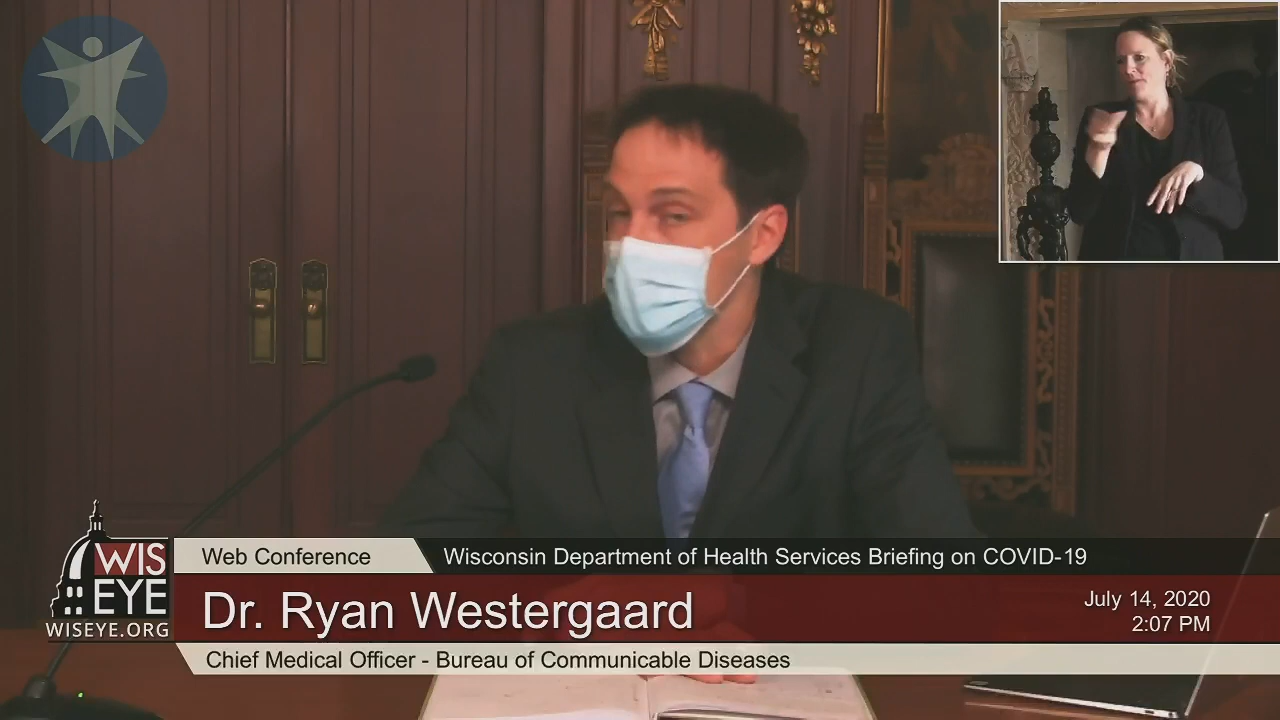 Web Conference
Wisconsin Department of Health Services Briefing on COVID-19
WIS
EYE
WISEYE.ORG
Dr. Ryan Westergaard
July 14, 2020
2:07 PM
Chief Medical Officer - Bureau of Communicable Diseases